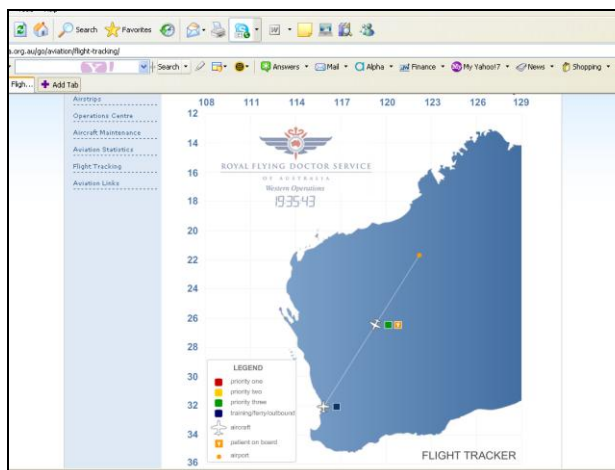 Search Favorites
a.org.au/go/aviation/flight-tracking/
Search Answers Mail Alpha Finance My Yahoo!7 News Shopping
Fligh... Add Tab
Airstrips
Operations Centre
Aircraft Maintenance
Aviation Statistics
Flight Tracking
Aviation Links
108 111 114 117 120 123 126 129
12
14
16
18
20
22
24
26
28
30
32
34
36
ROYAL FLYING DOCTOR SERVICE
OF AUSTRALIA
Western Operations
193543
LEGEND
priority one
priority two
priority three
training/ferry/outbound
aircraft
patient on board
airport
FLIGHT TRACKER